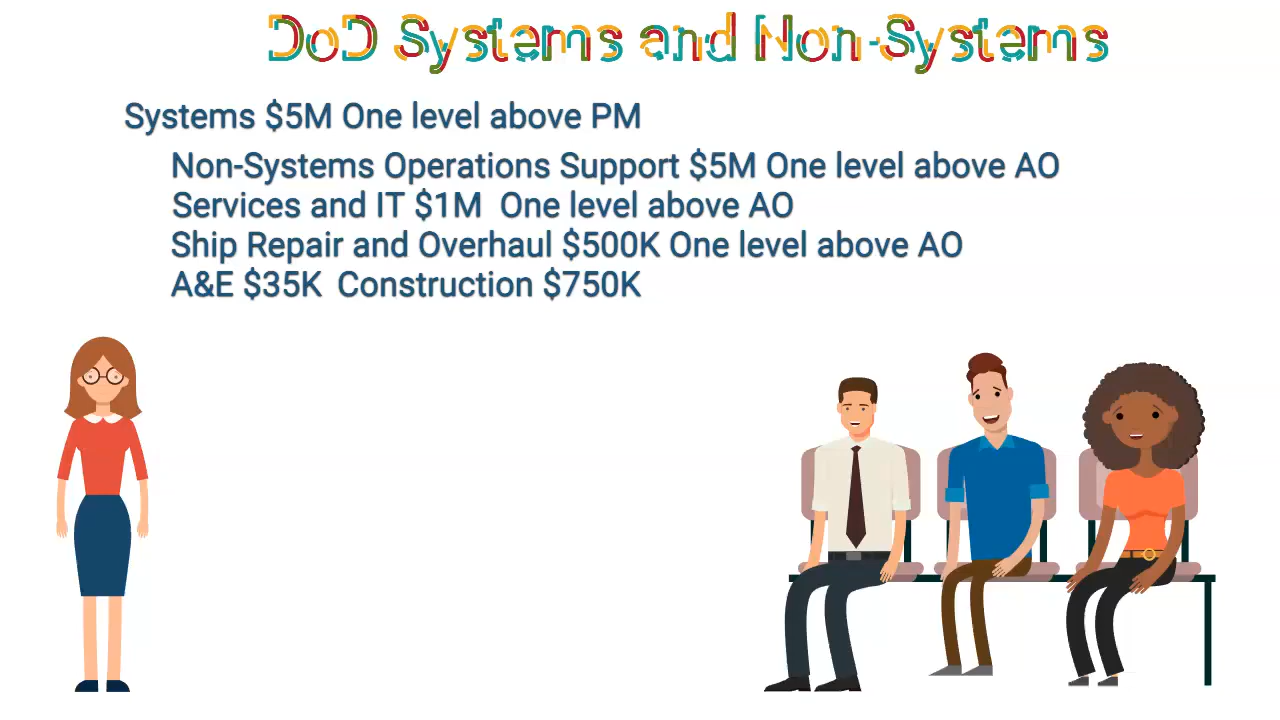 DoD Systems and Non-Systems
Systems $5M One level above PM
Non-Systems Operations Support $5M One level above AO
Services and IT $1M One level above AO
Ship Repair and Overhaul $500K One level above AO
A&E $35K Construction $750K